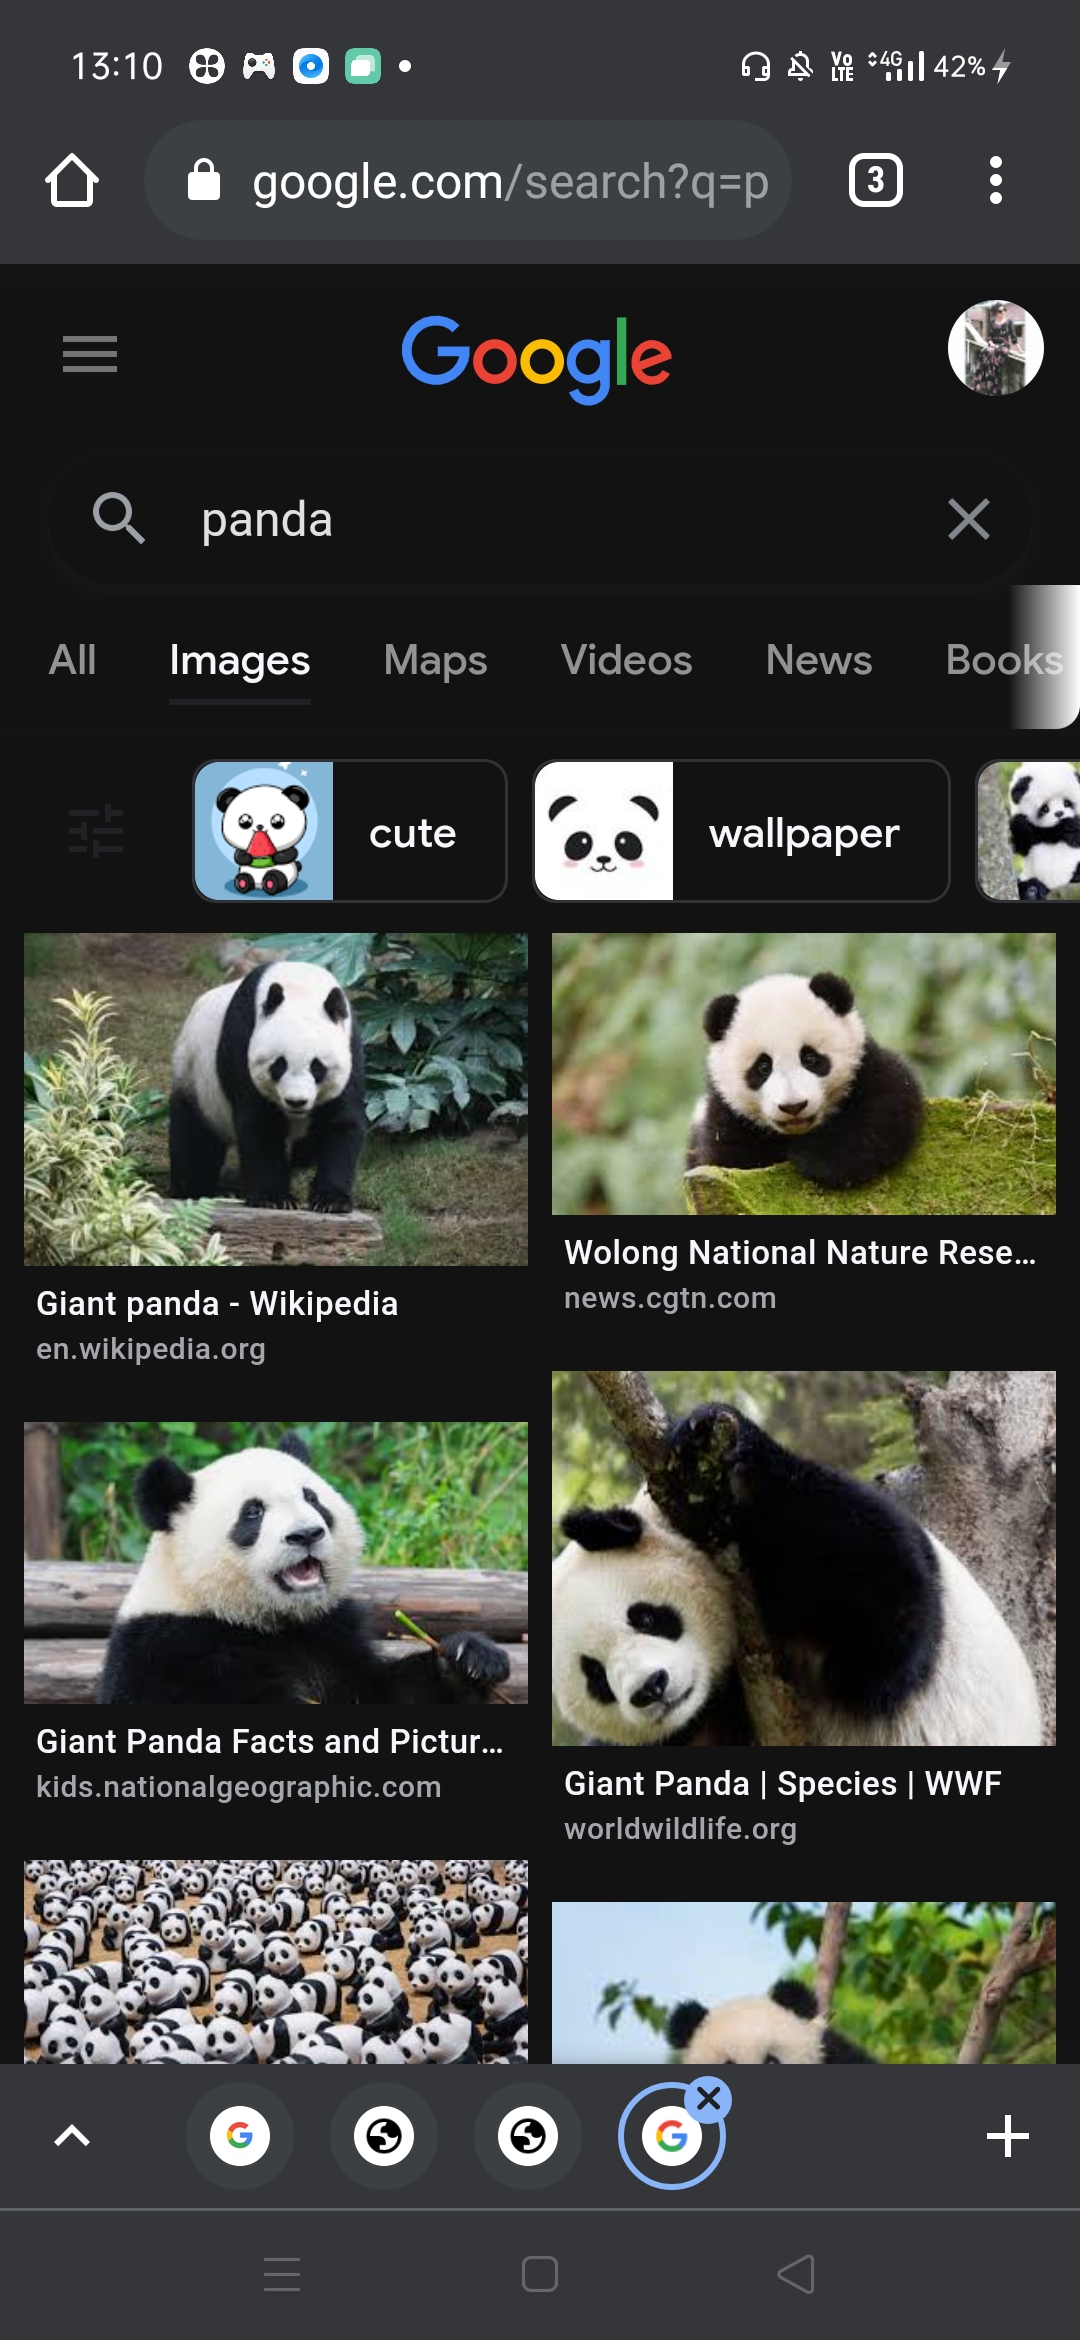 13:10
Vo LTE 4G 42%
google.com/search?q=p
3
Google
panda
All Images Maps Videos News Books
cute wallpaper
Giant panda - Wikipedia
en.wikipedia.org
Wolong National Nature Rese...
news.cgtn.com
Giant Panda Facts and Pictur...
kids.nationalgeographic.com
Giant Panda | Species | WWF
worldwildlife.org